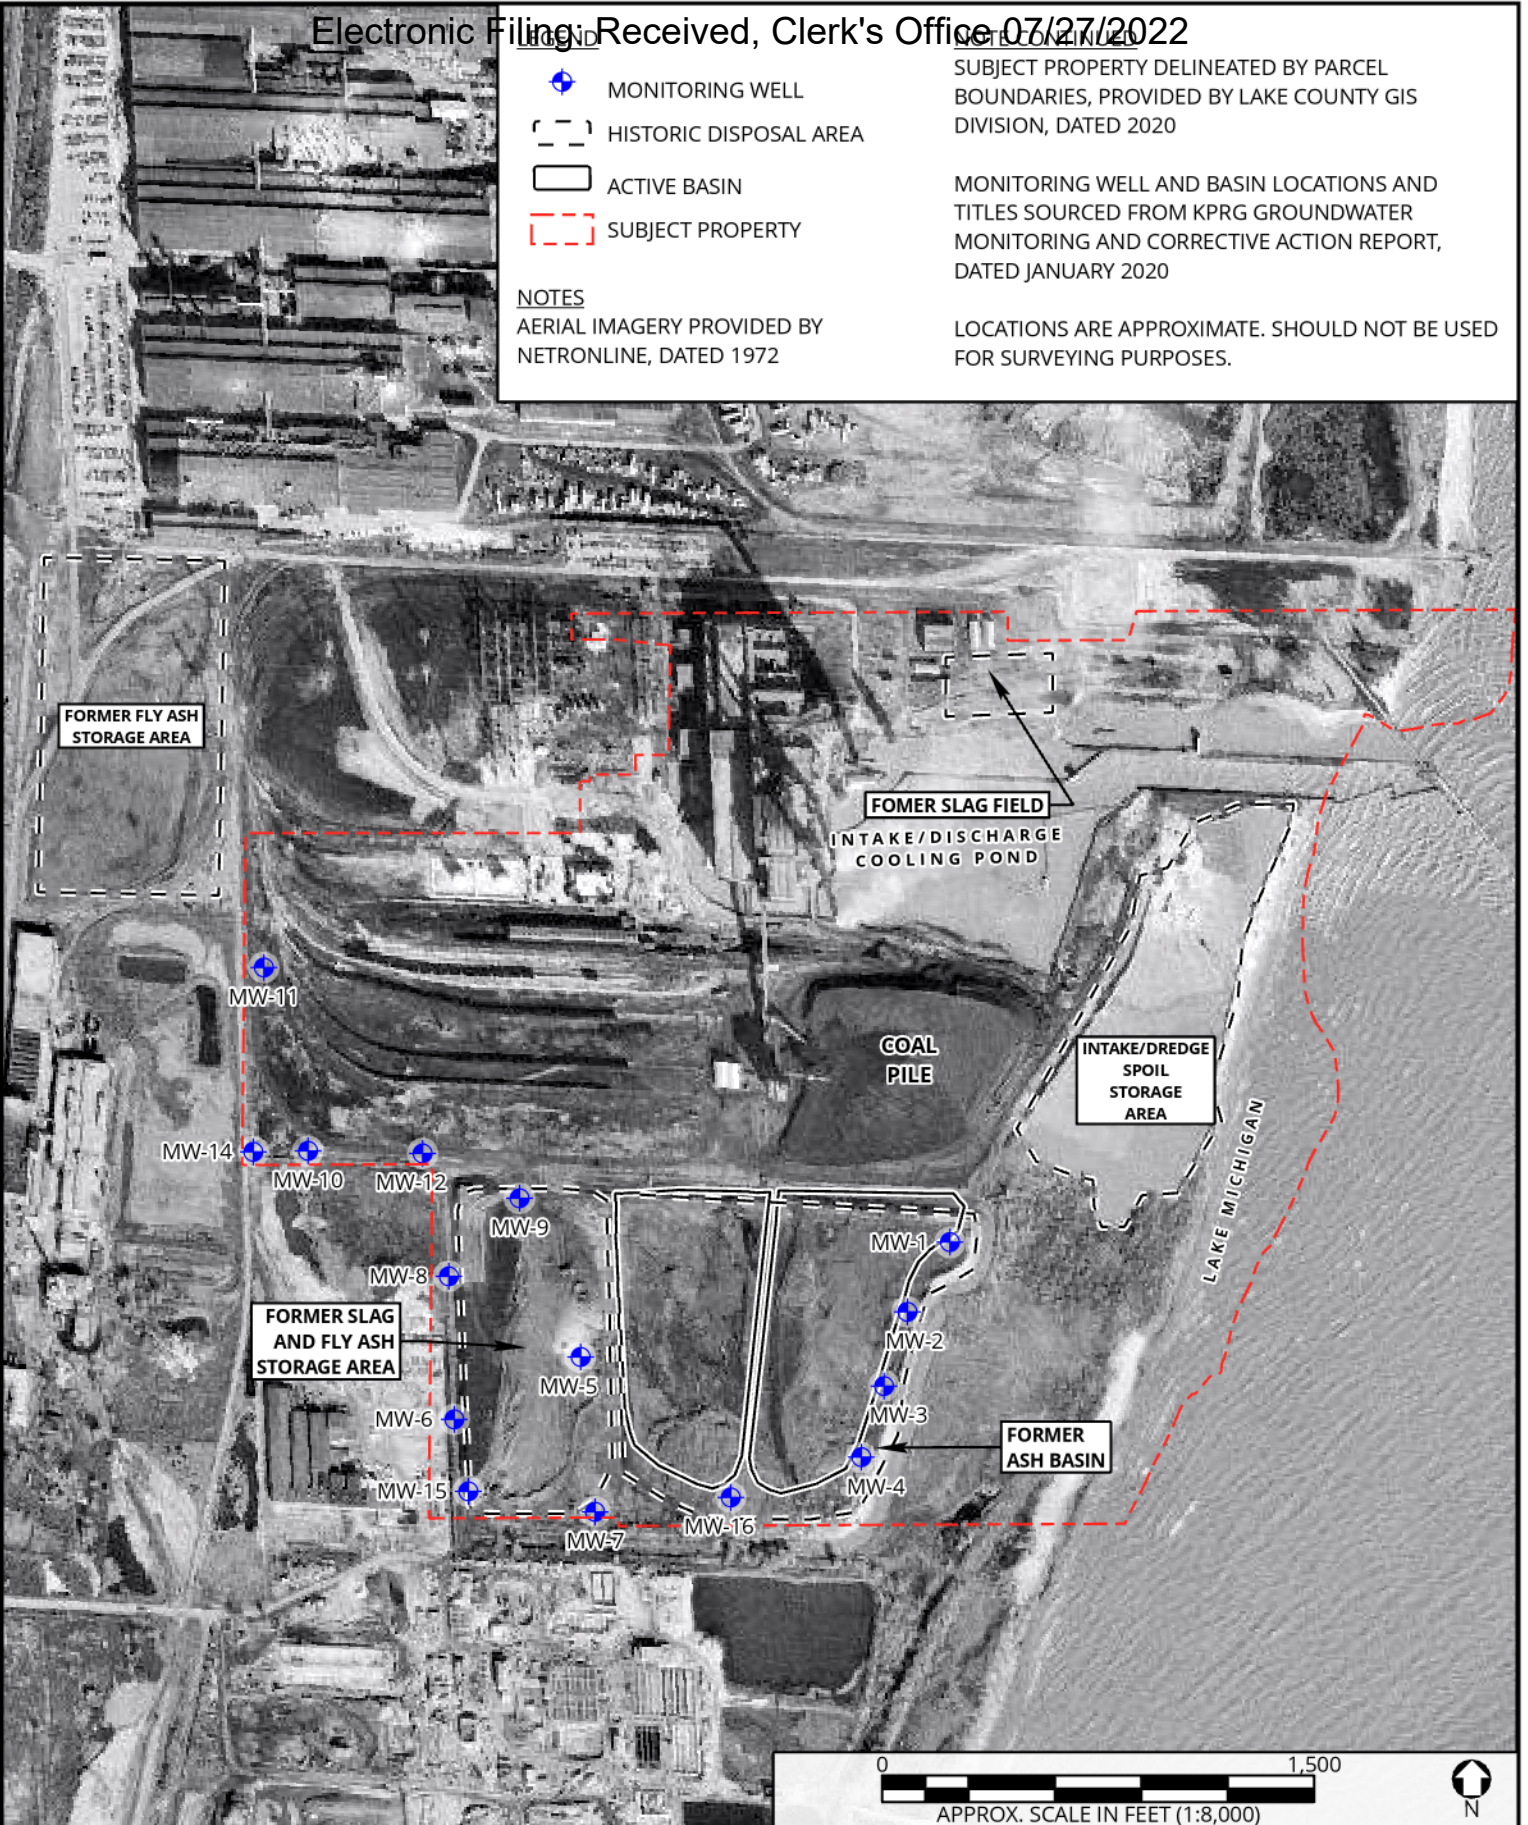 Electronic Filing: Received, Clerk's Office 07/27/2022
LEGEND
MONITORING WELL
HISTORIC DISPOSAL AREA
ACTIVE BASIN
SUBJECT PROPERTY
NOTES
AERIAL IMAGERY PROVIDED BY
NETRONLINE, DATED 1972
NOTE CONTINUED
SUBJECT PROPERTY DELINEATED BY PARCEL
BOUNDARIES, PROVIDED BY LAKE COUNTY GIS
DIVISION, DATED 2020
MONITORING WELL AND BASIN LOCATIONS AND
TITLES SOURCED FROM KPRG GROUNDWATER
MONITORING AND CORRECTIVE ACTION REPORT,
DATED JANUARY 2020
LOCATIONS ARE APPROXIMATE. SHOULD NOT BE USED
FOR SURVEYING PURPOSES.
FORMER FLY ASH
STORAGE AREA
FOMER SLAG FIELD
INTAKE/DISCHARGE
COOLING POND
MW-11
COAL
PILE
INTAKE/DREDGE
SPOIL
STORAGE
AREA
LAKE MICHIGAN
MW-14
MW-10
MW-12
MW-9
MW-1
MW-8
FORMER SLAG
AND FLY ASH
STORAGE AREA
MW-2
MW-5
MW-6
MW-3
FORMER
ASH BASIN
MW-15
MW-4
MW-7
MW-16
0
1,500
APPROX. SCALE IN FEET (1:8,000)
N